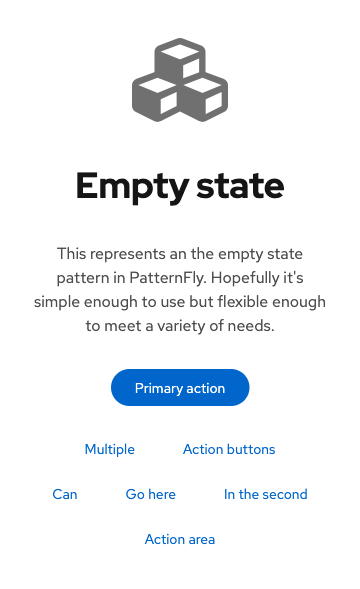 Empty state
This represents an the empty state
pattern in PatternFly. Hopefully it's
simple enough to use but flexible enough
to meet a variety of needs.
Primary action
Multiple Action buttons
Can Go here In the second
Action area